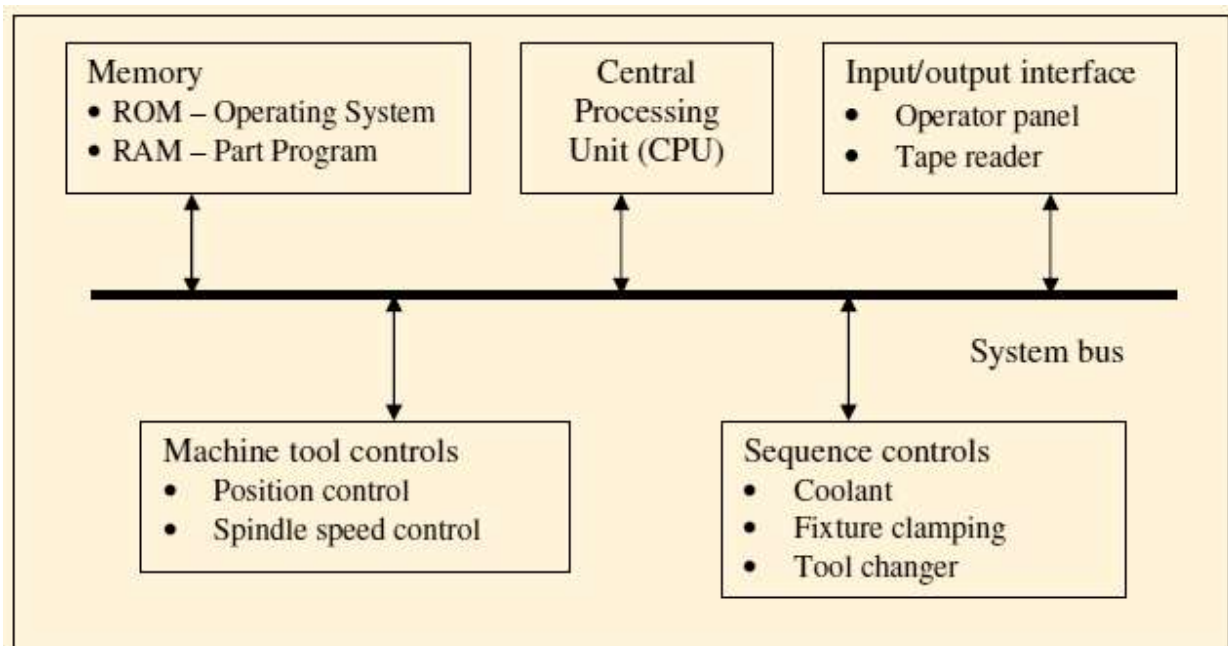 Memory
• ROM – Operating System
• RAM – Part Program
Central
Processing
Unit (CPU)
Input/output interface
• Operator panel
• Tape reader
System bus
Machine tool controls
• Position control
• Spindle speed control
Sequence controls
• Coolant
• Fixture clamping
• Tool changer